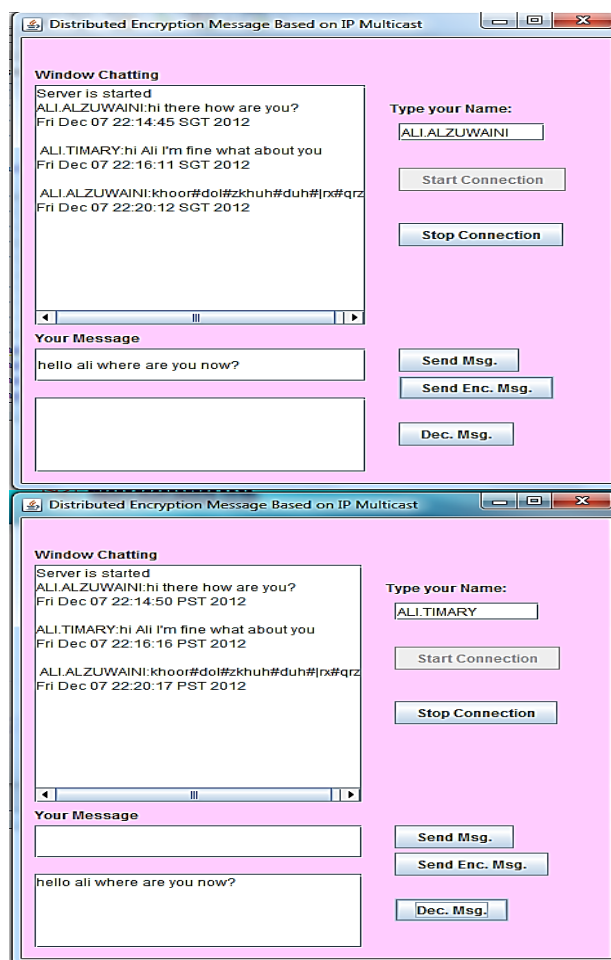 Distributed Encryption Message Based on IP Multicast
Window Chatting
Server is started
ALI.ALZUWAINI:hi there how are you?
Fri Dec 07 22:14:45 SGT 2012
ALI.TIMARY:hi Ali I'm fine what about you
Fri Dec 07 22:16:11 SGT 2012
ALI.ALZUWAINI:khoor#dol#zkhuh#duh#|rx#qrz
Fri Dec 07 22:20:12 SGT 2012
Type your Name:
ALI.ALZUWAINI
Start Connection
Stop Connection
Your Message
hello ali where are you now?
Send Msg.
Send Enc. Msg.
Dec. Msg.
Distributed Encryption Message Based on IP Multicast
Window Chatting
Server is started
ALI.ALZUWAINI:hi there how are you?
Fri Dec 07 22:14:50 PST 2012
ALI.TIMARY:hi Ali I'm fine what about you
Fri Dec 07 22:16:16 PST 2012
ALI.ALZUWAINI:khoor#dol#zkhuh#duh#|rx#qrz
Fri Dec 07 22:20:17 PST 2012
Type your Name:
ALI.TIMARY
Start Connection
Stop Connection
Your Message
Send Msg.
Send Enc. Msg.
hello ali where are you now?
Dec. Msg.